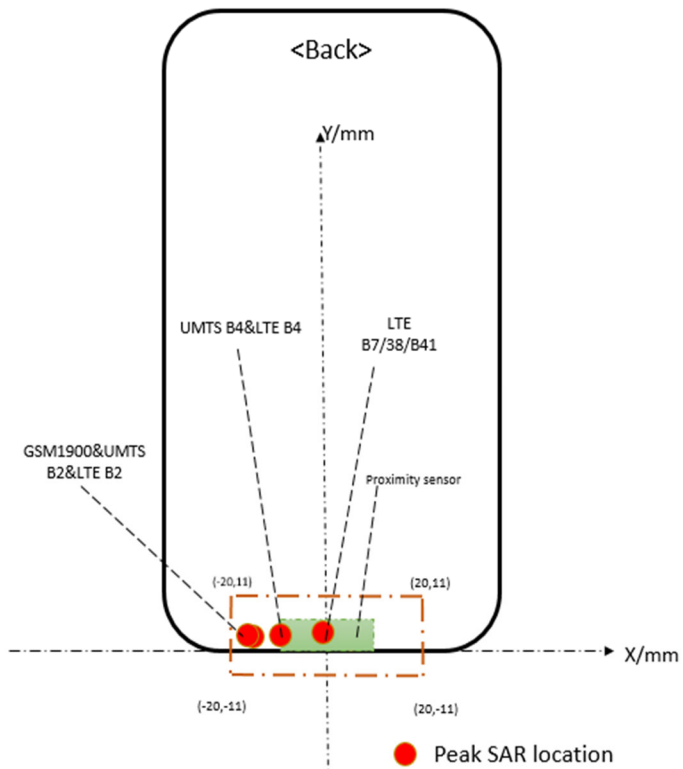 <Back>
Y/mm
UMTS B4&LTE B4
LTE
B7/38/B41
GSM1900&UMTS
B2&LTE B2
Proximity sensor
(-20,11)
(20,11)
X/mm
(-20,-11)
(20,-11)
Peak SAR location